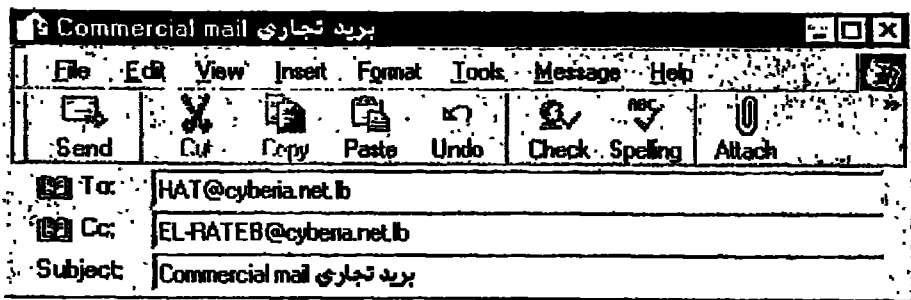 Commercial mail بريد تجاري
File Edit View Insert Format Tools Message Help
Send Cut Copy Paste Undo ABC Check Spelling Attach »
To: HAT@cyberia.net.lb
Cc: EL-RATEB@cyberia.net.lb
Subject: Commercial mail بريد تجاري